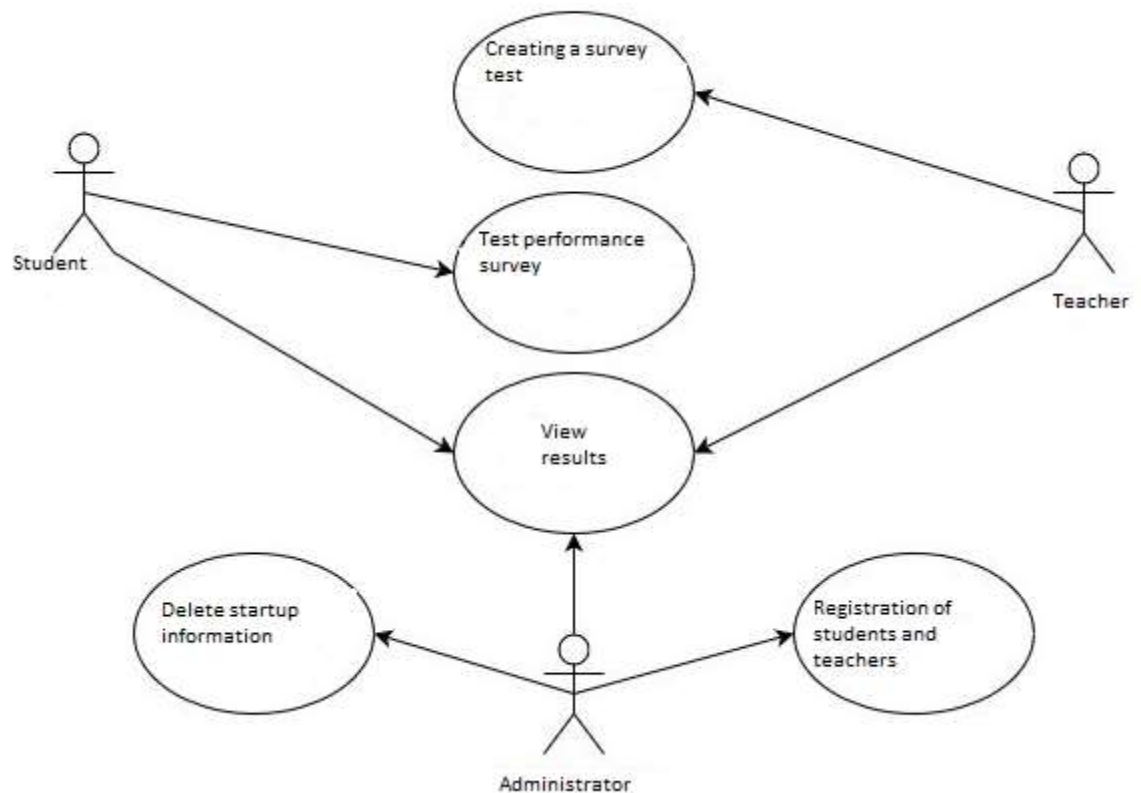 Creating a survey
test
Student
Test performance
survey
Teacher
View
results
Delete startup
information
Registration of
students and
teachers
Administrator